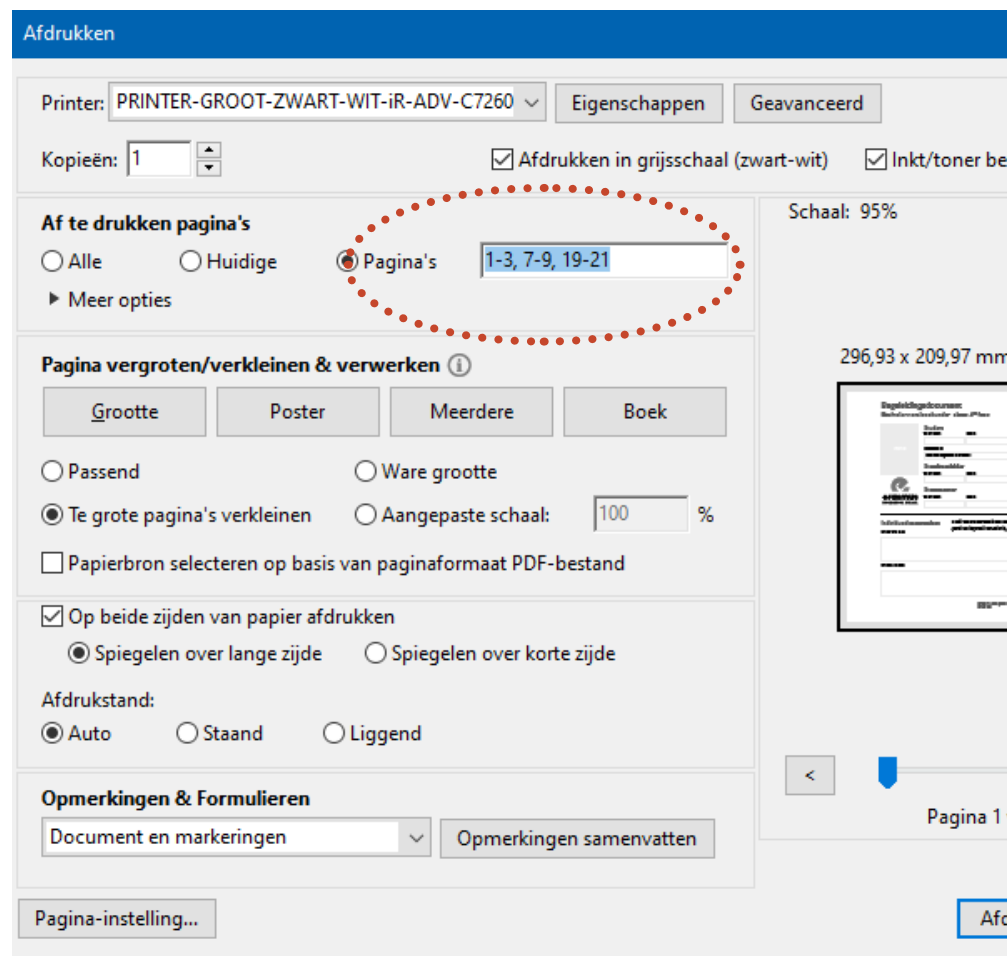 Afdrukken
Printer: PRINTER-GROOT-ZWART-WIT-iR-ADV-C7260 Eigenschappen Geavanceerd
Kopieën: 1 Afdrukken in grijsschaal (zwart-wit) Inkt/toner be
Af te drukken pagina's
Alle Huidige Pagina's 1-3, 7-9, 19-21
Meer opties
Schaal: 95%
Pagina vergroten/verkleinen & verwerken
Grootte Poster Meerdere Boek
Passend Ware grootte
Te grote pagina's verkleinen Aangepaste schaal: 100 %
Papierbron selecteren op basis van paginaformaat PDF-bestand
296,93 x 209,97 mm
Begeleidingsdocument
Op beide zijden van papier afdrukken
Spiegelen over lange zijde Spiegelen over korte zijde
Afdrukstand:
Auto Staand Liggend
<
Pagina 1
Opmerkingen & Formulieren
Document en markeringen Opmerkingen samenvatten
Pagina-instelling... Afd